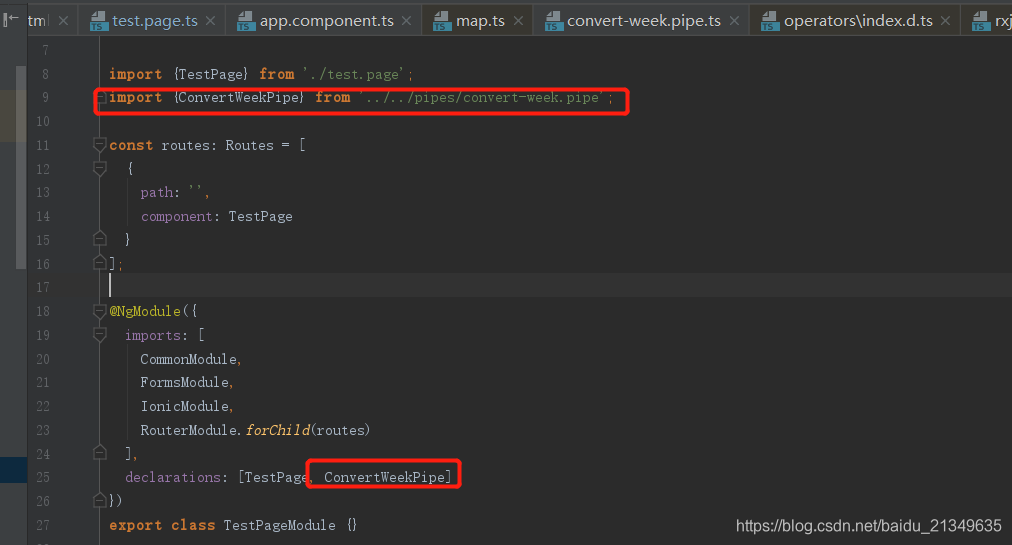 tml test.page.ts app.component.ts map.ts convert-week.pipe.ts operators\index.d.ts rxj
7
8 import {TestPage} from './test.page';
9 import {ConvertWeekPipe} from '../../pipes/convert-week.pipe';
10
11 const routes: Routes = [
12 {
13 path: '',
14 component: TestPage
15 }
16 ];
17
18 @NgModule({
19 imports: [
20 CommonModule,
21 FormsModule,
22 IonicModule,
23 RouterModule.forChild(routes)
24 ],
25 declarations: [TestPage, ConvertWeekPipe]
26 })
27 export class TestPageModule {}
https://blog.csdn.net/baidu_21349635